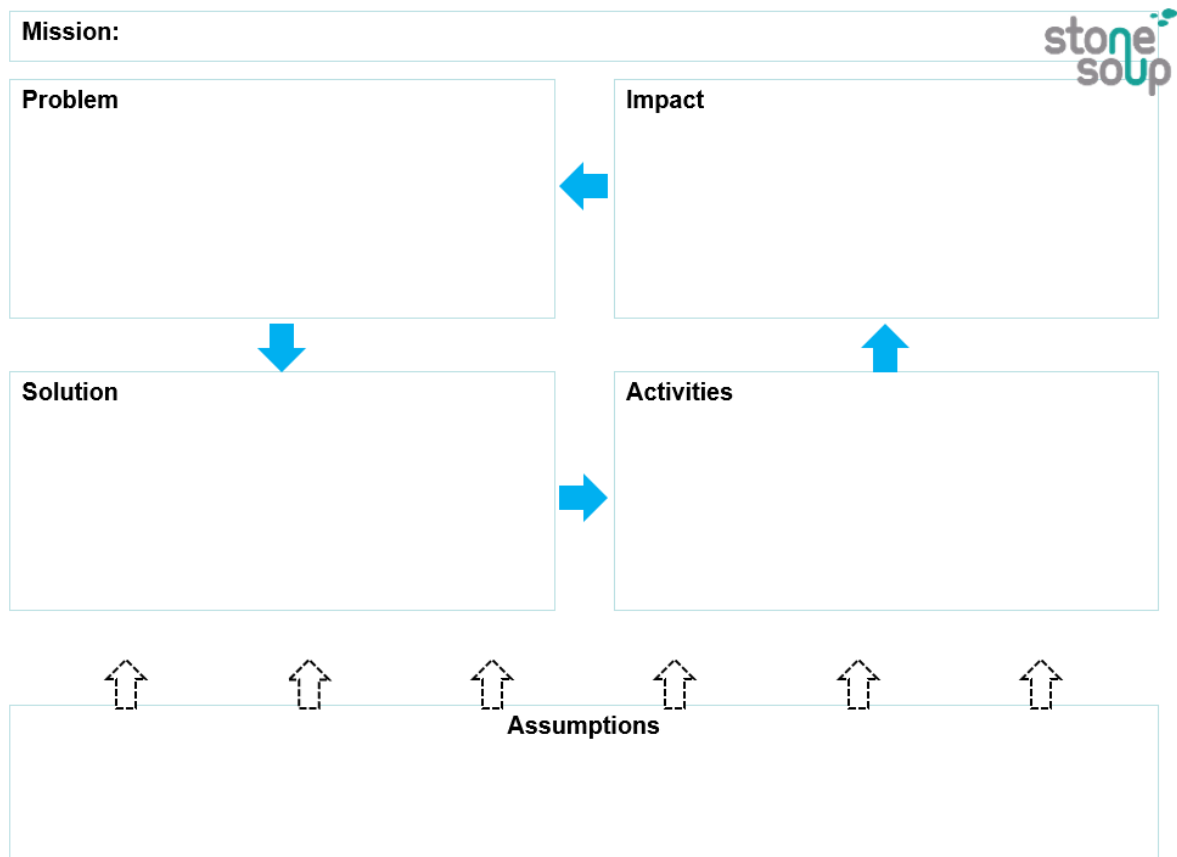 Mission:
stone
soup
Problem
Impact
Solution
Activities
Assumptions